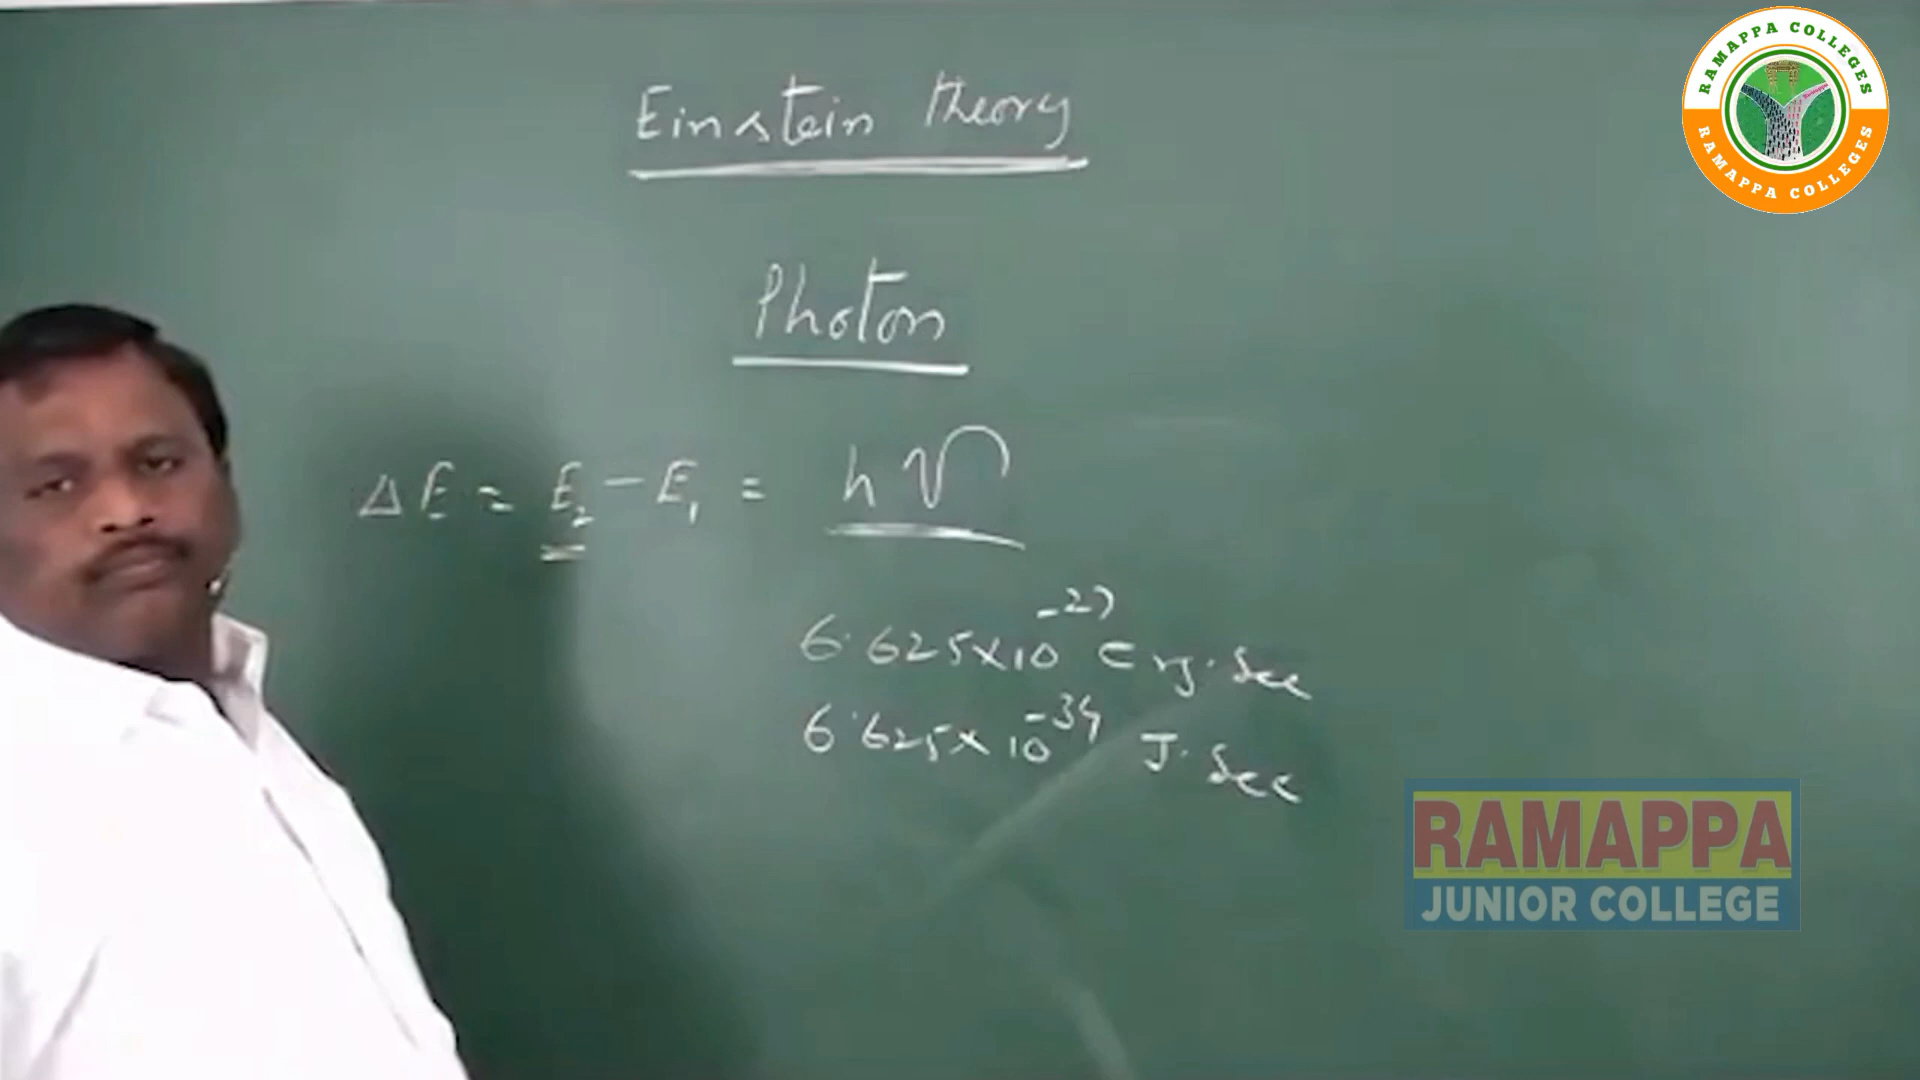 Einstein theory
Photon
ΔE = E₂ - E₁ = hν
6.625×10⁻²⁷ erg. Sec
6.625×10⁻³⁴ J. Sec
RAMAPPA COLLEGES
RAMAPPA COLLEGES
RAMAPPA
JUNIOR COLLEGE